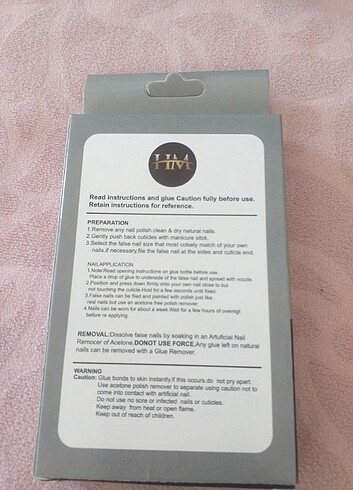 HM
Read instructions and glue Caution fully before use.
Retain instructions for reference.
PREPARATION
1.Remove any nail polish,clean & dry natural nails.
2.Gently push back cuticles with manicure stick.
3.Select the false nail size that most colsely match of your own
nails.if necessary,file the false nail at the sides and cuticle end.
NAILAPPLICATION
1.Note:Read opening instructions on glue bottle before use.
Place a drop of glue to underside of the false nail and spread with nozzle.
2.Position and press down firmly onto your own nail close to but
not touching the cuticle.Hold fot a few seconds until fixed.
3.False nails can be filed and painted with polish just like
real nails but use an acetone free polish remover.
4.Nails can be worn for about a week.Wait for a few hours of overnigt
before re applying.
REMOVAL:Dissolve false nails by soaking in an Artuficial Nail
Remocer of Acetone.DONOT USE FORCE.Any glue left on natural
nails can be removed with a Glue Remover.
WARNING
Caution: Glue bonds to skin instantly.If this occurs.do not pry apart.
Use acetone polish remover to separate using caution not to
come into contact with artificial nail.
Do not use no sore or infected nails or cuticles.
Keep away from heat or open flame.
Keep out of reach of children.